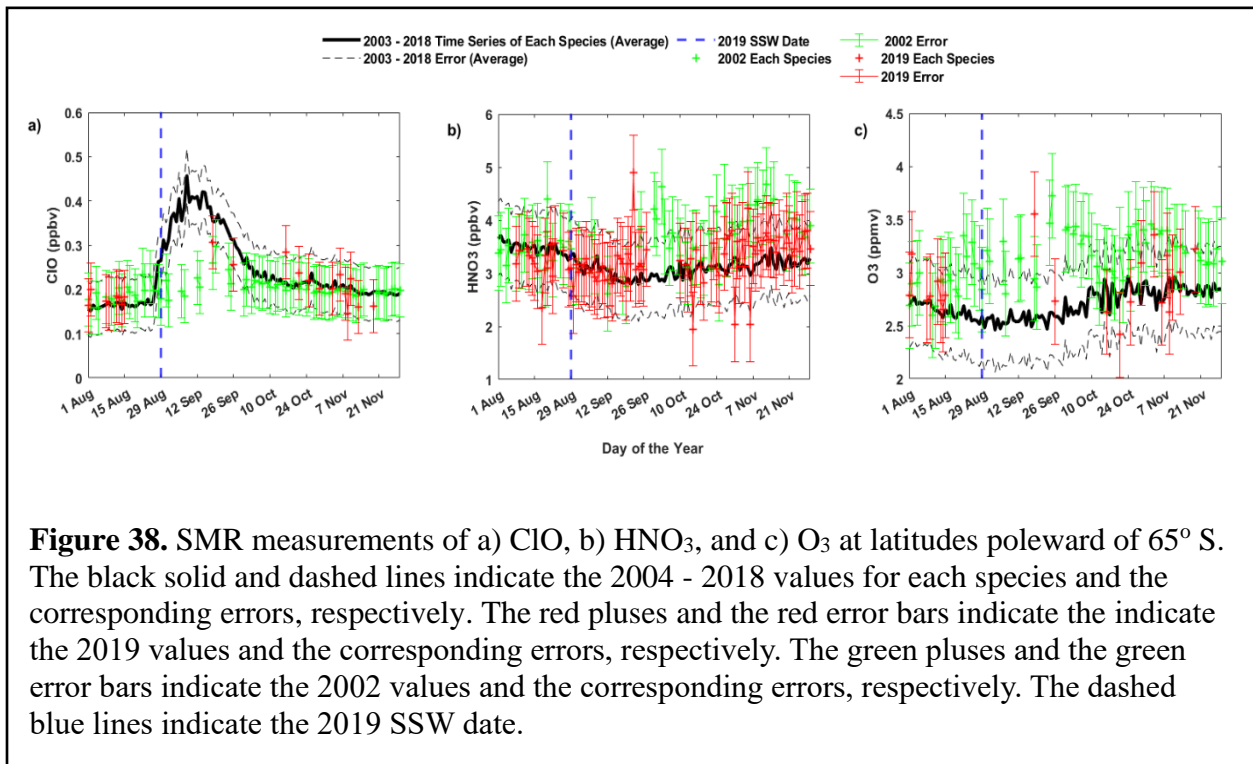 2003 - 2018 Time Series of Each Species (Average) 2019 SSW Date 2002 Error
2003 - 2018 Error (Average) 2002 Each Species 2019 Each Species
2019 Error
a)
ClO (ppbv)
0.6
0.5
0.4
0.3
0.2
0.1
0
1 Aug 15 Aug 29 Aug 12 Sep 26 Sep 10 Oct 24 Oct 7 Nov 21 Nov
b)
HNO3 (ppbv)
6
5
4
3
2
1
1 Aug 15 Aug 29 Aug 12 Sep 26 Sep 10 Oct 24 Oct 7 Nov 21 Nov
c)
O3 (ppmv)
4.5
4
3.5
3
2.5
2
1 Aug 15 Aug 29 Aug 12 Sep 26 Sep 10 Oct 24 Oct 7 Nov 21 Nov
Day of the Year
Figure 38. SMR measurements of a) ClO, b) HNO₃, and c) O₃ at latitudes poleward of 65º S.
The black solid and dashed lines indicate the 2004 - 2018 values for each species and the
corresponding errors, respectively. The red pluses and the red error bars indicate the indicate
the 2019 values and the corresponding errors, respectively. The green pluses and the green
error bars indicate the 2002 values and the corresponding errors, respectively. The dashed
blue lines indicate the 2019 SSW date.